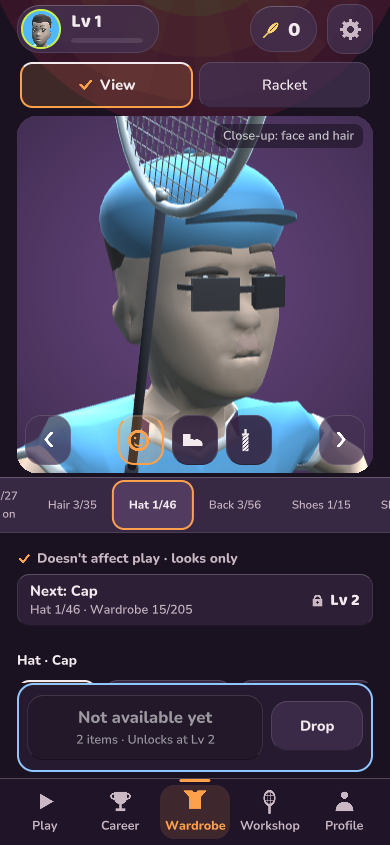 Lv 1
0
View
Racket
Close-up: face and hair
/27
on
Hair 3/35
Hat 1/46
Back 3/56
Shoes 1/15
Doesn't affect play · looks only
Next: Cap
Hat 1/46 · Wardrobe 15/205
Lv 2
Hat · Cap
Not available yet
2 items · Unlocks at Lv 2
Drop
Play
Career
Wardrobe
Workshop
Profile